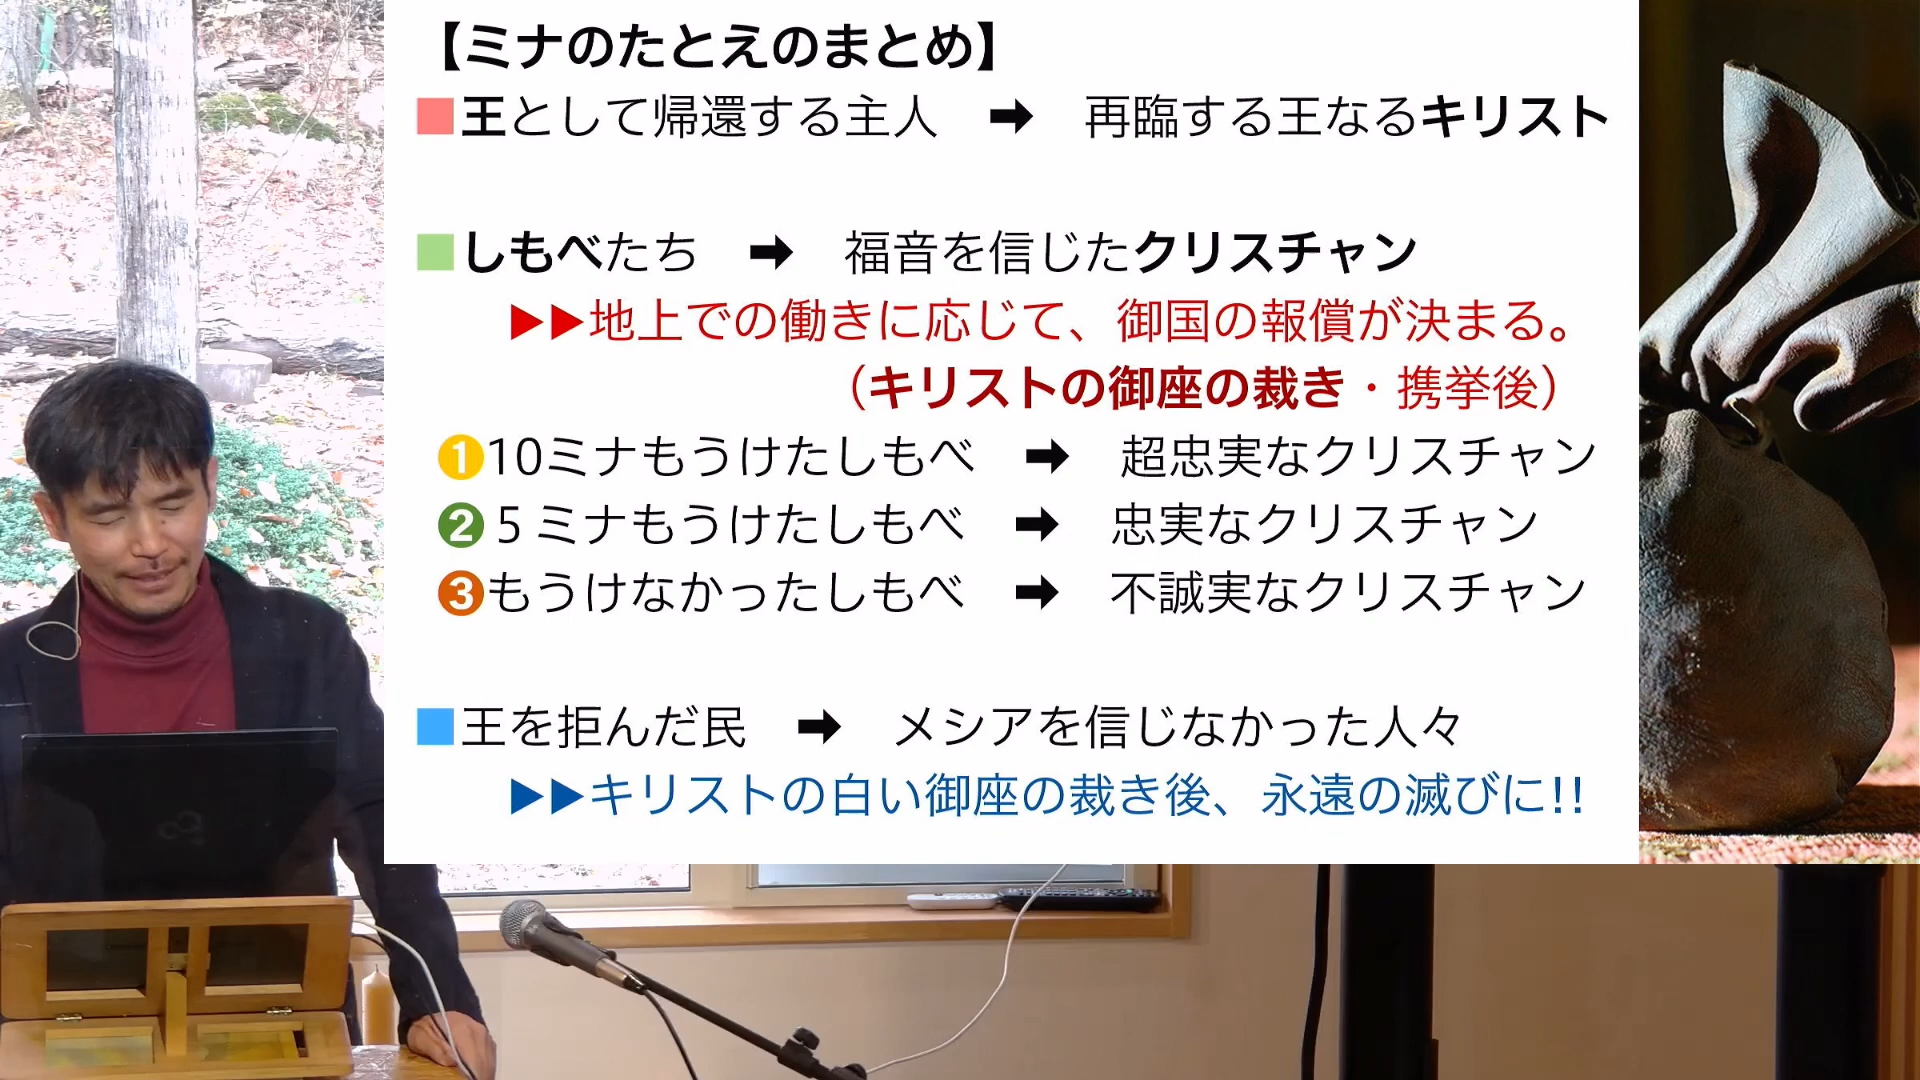 【ミナのたとえのまとめ】
■王として帰還する主人 ➡ 再臨する王なるキリスト
■しもべたち ➡ 福音を信じたクリスチャン
▶▶地上での働きに応じて、御国の報償が決まる。
（キリストの御座の裁き・携挙後）
❶10ミナもうけたしもべ ➡ 超忠実なクリスチャン
❷5ミナもうけたしもべ ➡ 忠実なクリスチャン
❸もうけなかったしもべ ➡ 不誠実なクリスチャン
■王を拒んだ民 ➡ メシアを信じなかった人々
▶▶キリストの白い御座の裁き後、永遠の滅びに!!